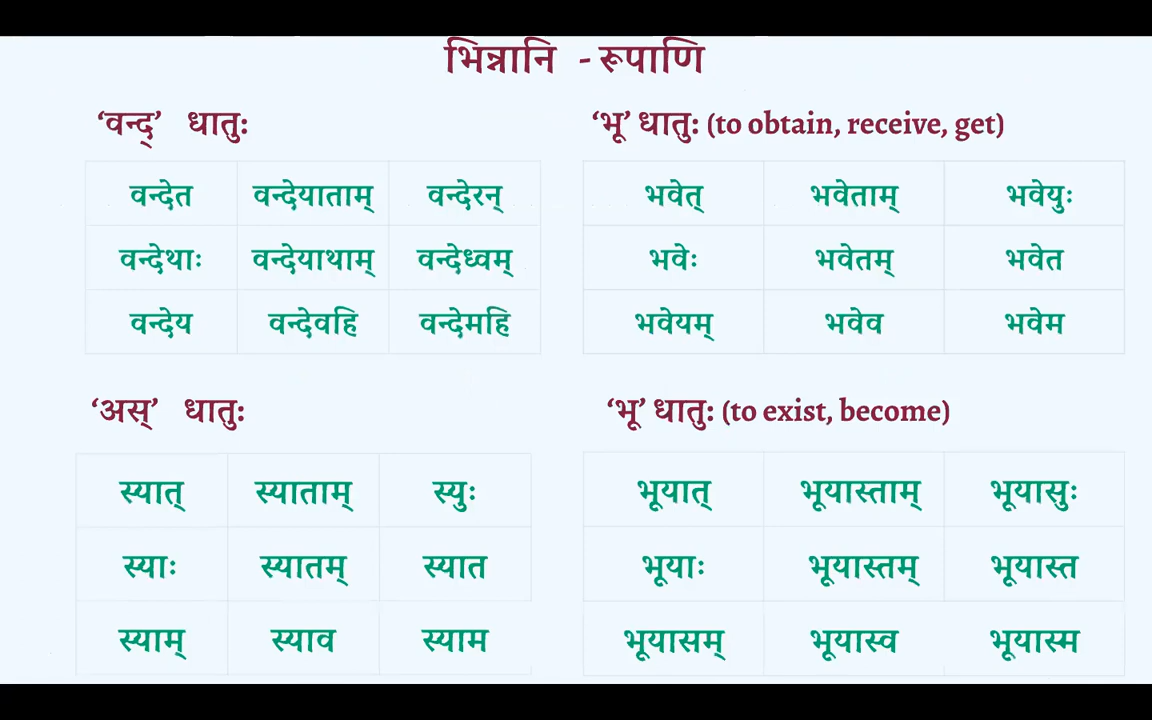 भिन्नानि - रूपाणि
‘वन्द्’ धातुः
वन्देत वन्देयाताम् वन्देरन्
वन्देथाः वन्देयाथाम् वन्देध्वम्
वन्देय वन्देवहि वन्देमहि
‘भू’ धातुः (to obtain, receive, get)
भवेत् भवेताम् भवेयुः
भवेः भवेतम् भवेत
भवेयम् भवेव भवेम
‘अस्’ धातुः
स्यात् स्याताम् स्युः
स्याः स्यातम् स्यात
स्याम् स्याव स्याम
‘भू’ धातुः (to exist, become)
भूयात् भूयास्ताम् भूयासुः
भूयाः भूयास्तम् भूयास्त
भूयासम् भूयास्व भूयास्म